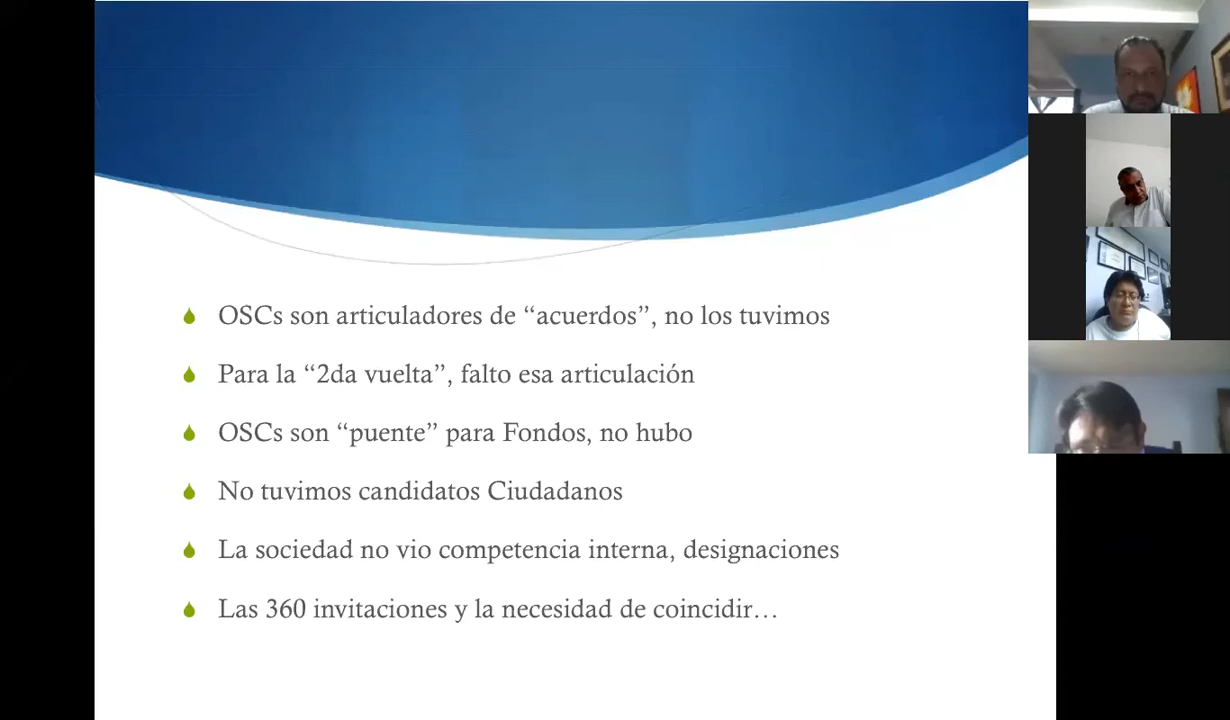 OSCs son articuladores de “acuerdos”, no los tuvimos
Para la “2da vuelta”, falto esa articulación
OSCs son “puente” para Fondos, no hubo
No tuvimos candidatos Ciudadanos
La sociedad no vio competencia interna, designaciones
Las 360 invitaciones y la necesidad de coincidir…